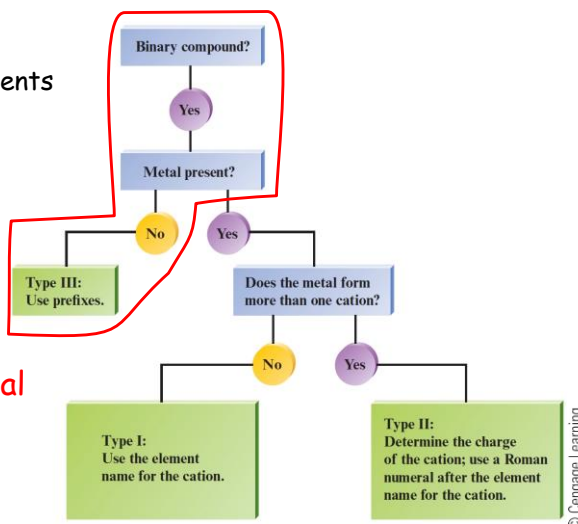 Binary compound?
ents
Yes
Metal present?
No
Yes
Type III:
Use prefixes.
Does the metal form
more than one cation?
No
Yes
al
Type I:
Use the element
name for the cation.
Type II:
Determine the charge
of the cation; use a Roman
numeral after the element
name for the cation.
© Cengage Learning